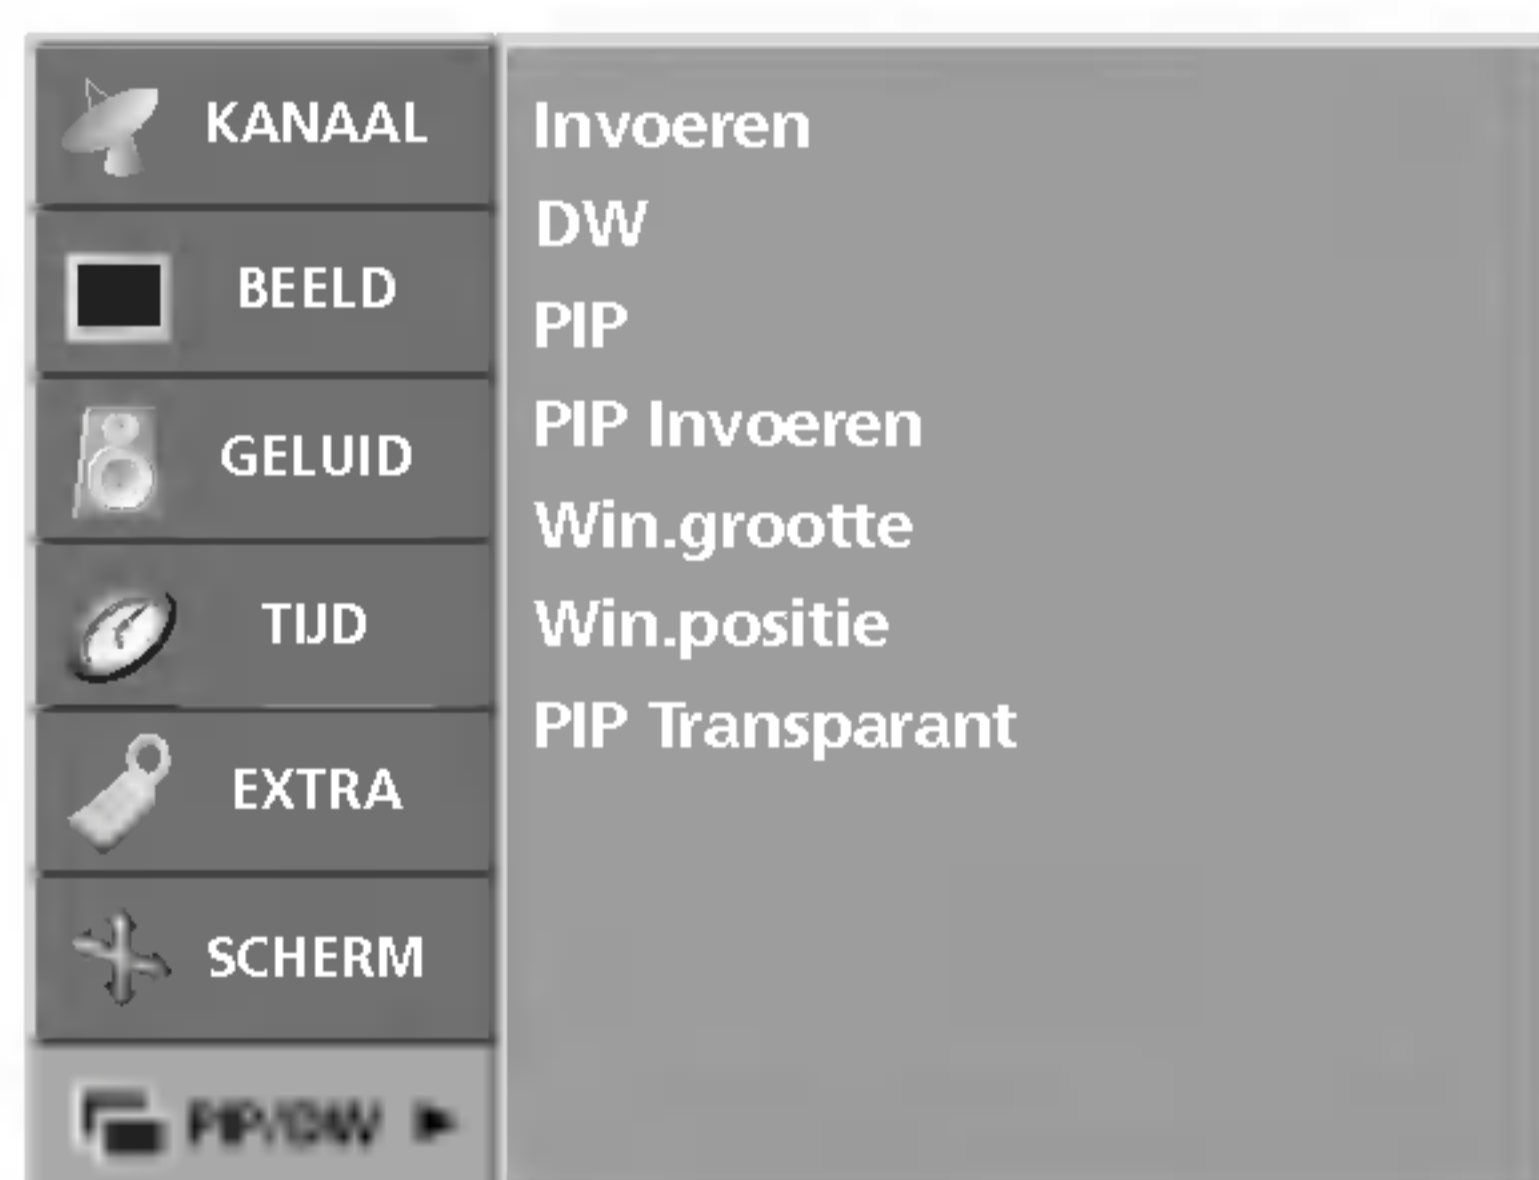 KANAAL
BEELD
GELUID
TIJD
EXTRA
SCHERM
PIP/DW
Invoeren
DW
PIP
PIP Invoeren
Win.grootte
Win.positie
PIP Transparant